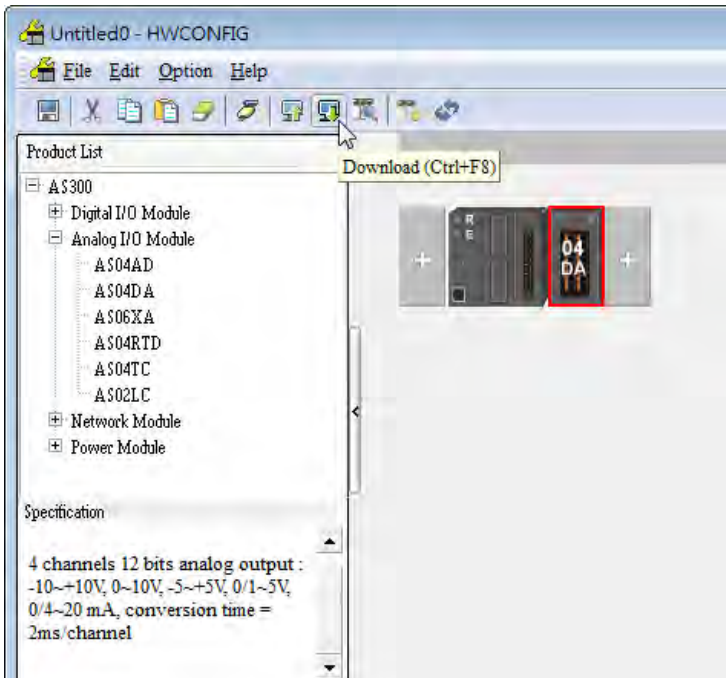 Untitled0 - HWCONFIG
File Edit Option Help
Product List
Download (Ctrl+F8)
AS300
Digital I/O Module
Analog I/O Module
AS04AD
AS04DA
AS06XA
AS04RTD
AS04TC
AS02LC
Network Module
Power Module
R
E
04
DA
Specification
4 channels 12 bits analog output :
-10~+10V, 0~10V, -5~+5V, 0/1~5V,
0/4~20 mA, conversion time =
2ms/channel